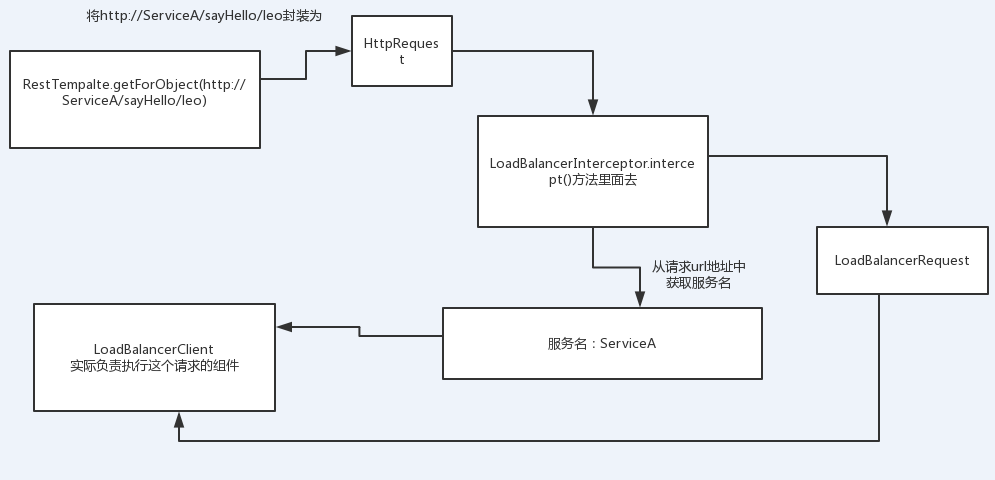 将http://ServiceA/sayHello/leo封装为
HttpReques
t
RestTempalte.getForObject(http://
ServiceA/sayHello/leo)
LoadBalancerInterceptor.interce
pt()方法里面去
LoadBalancerRequest
从请求url地址中
获取服务名
服务名：ServiceA
LoadBalancerClient
实际负责执行这个请求的组件